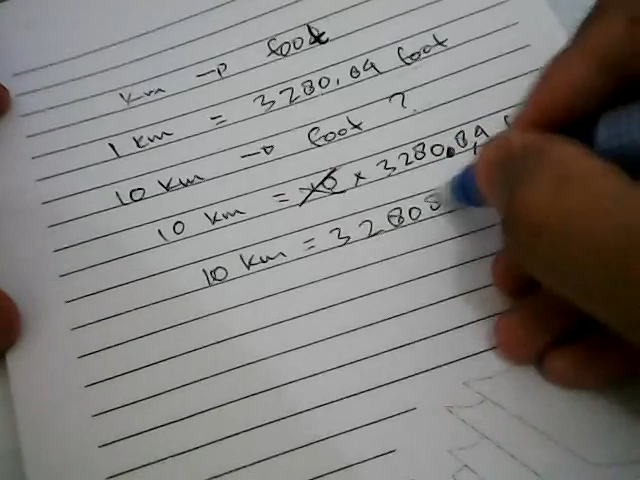 km → foot
1 km = 3280,84 foot
10 km → foot ?
10 km = 10 × 3280.84
10 km = 32808